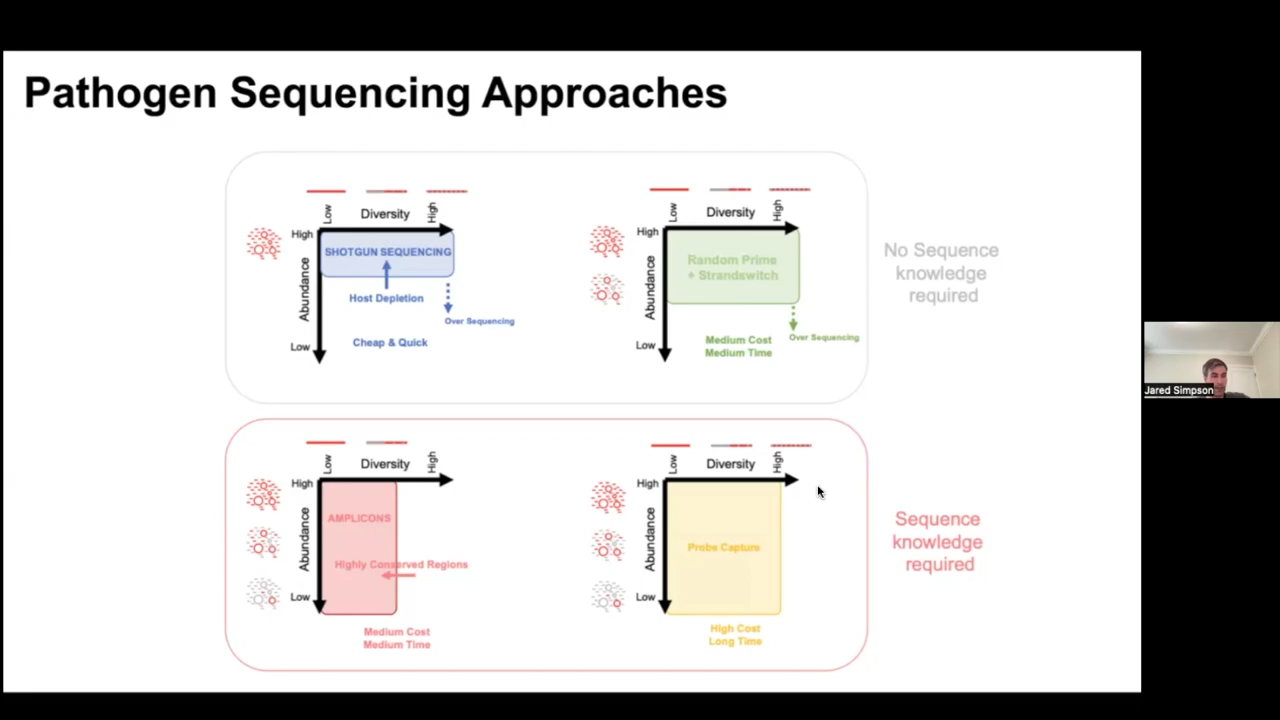 Pathogen Sequencing Approaches
Low
Diversity
High
High
Abundance
Low
SHOTGUN SEQUENCING
Host Depletion
Over Sequencing
Cheap & Quick
Low
Diversity
High
High
Abundance
Low
Random Prime
+ Strandswitch
Over Sequencing
Medium Cost
Medium Time
No Sequence
knowledge
required
Low
Diversity
High
High
Abundance
Low
AMPLICONS
Highly Conserved Regions
Medium Cost
Medium Time
Low
Diversity
High
High
Abundance
Low
Probe Capture
High Cost
Long Time
Sequence
knowledge
required
Jared Simpson